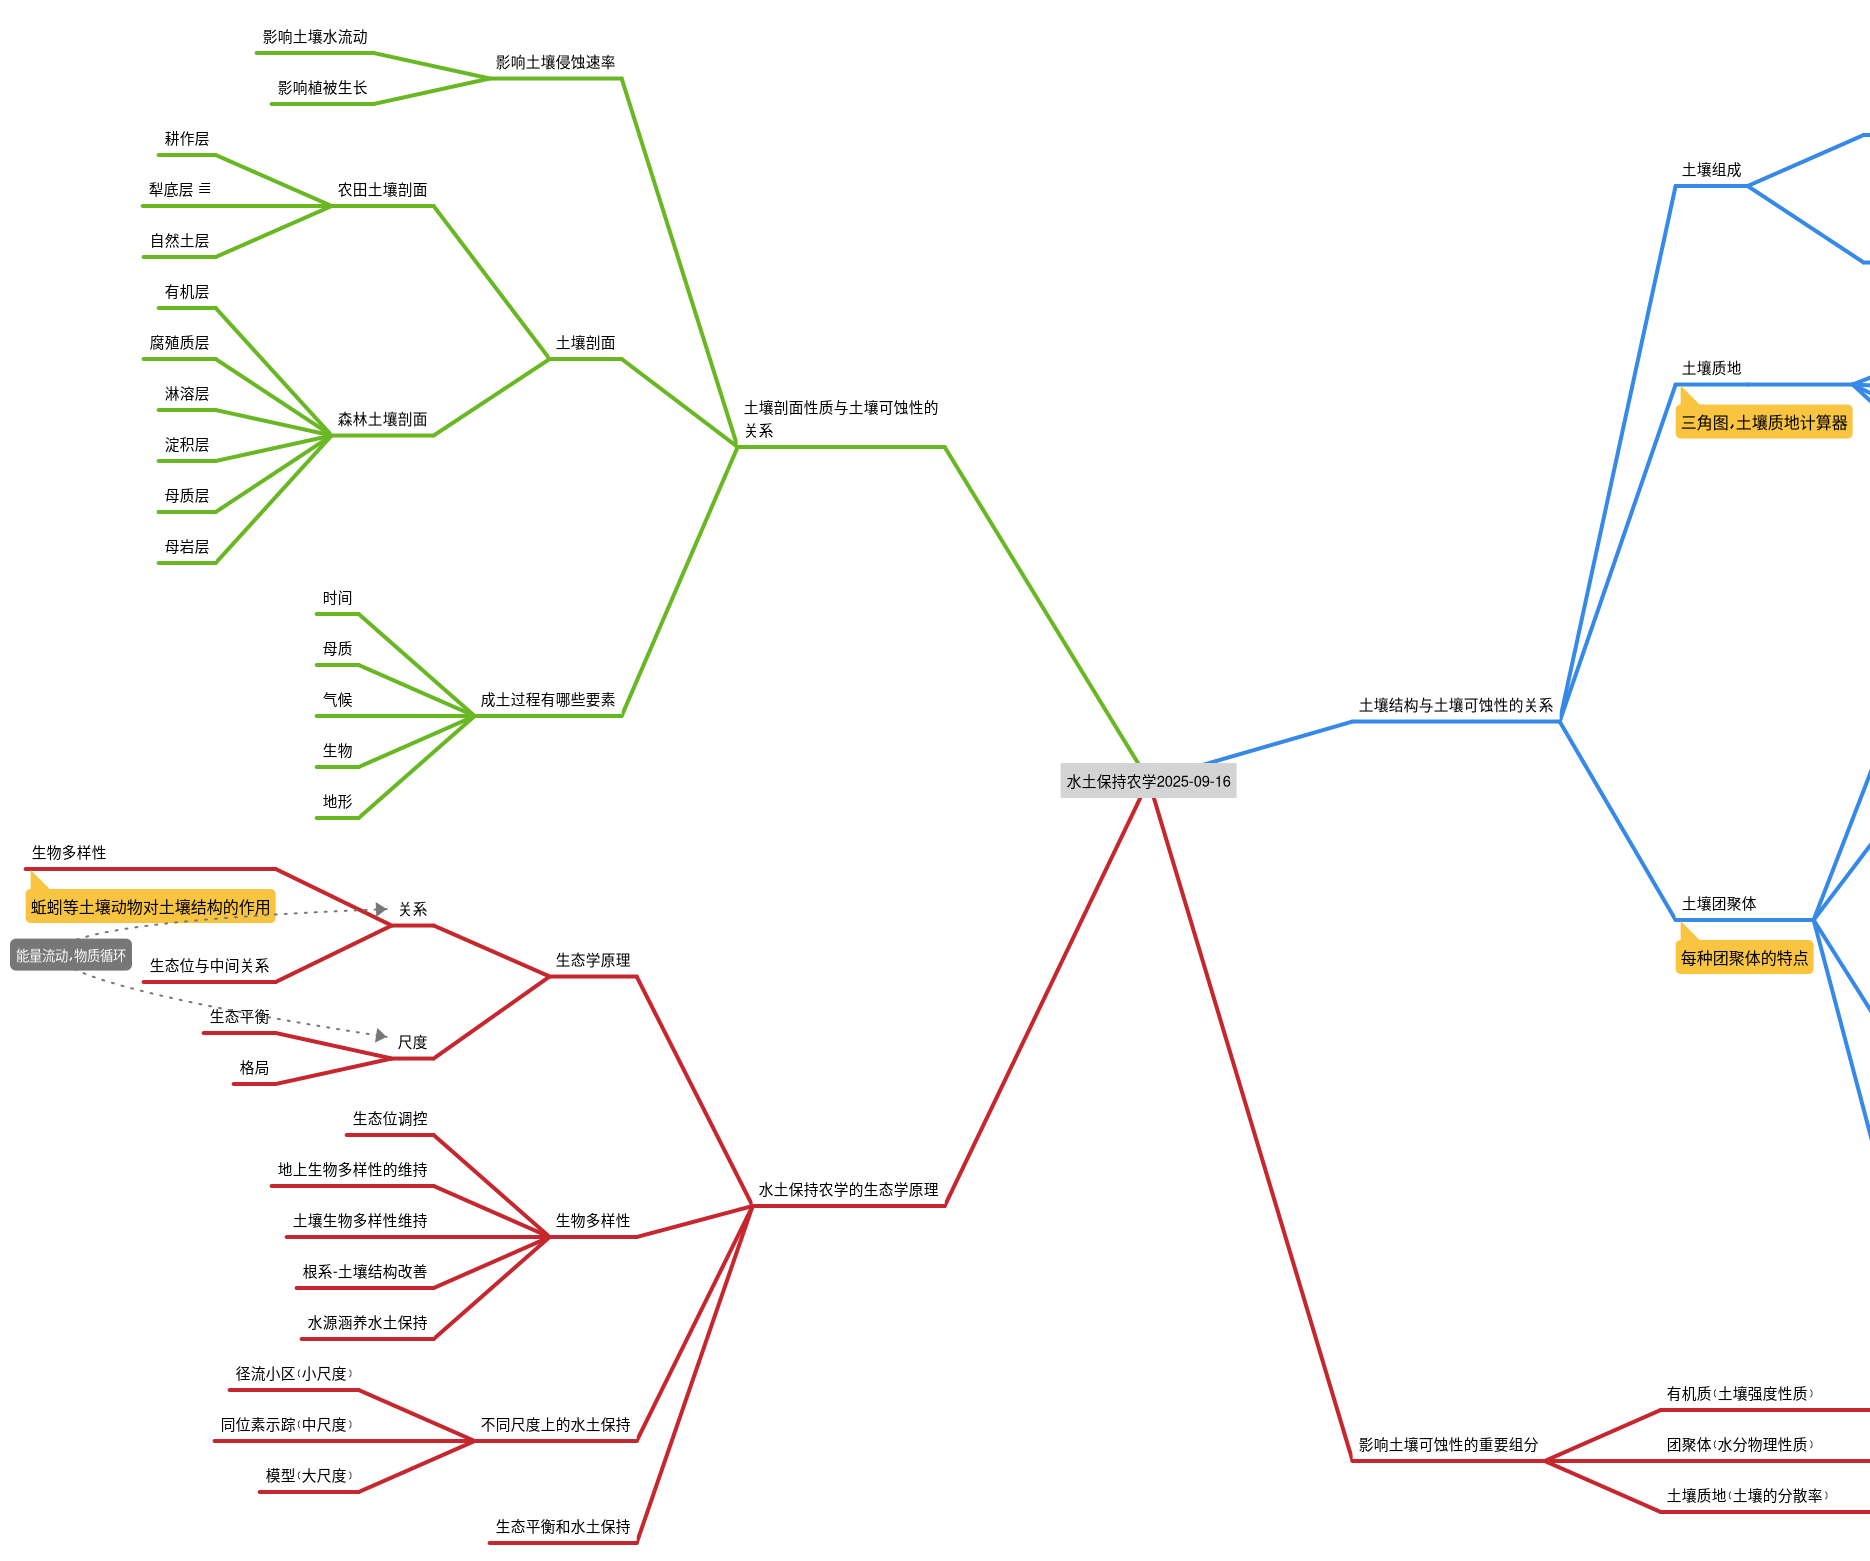 影响土壤水流动
影响植被生长
影响土壤侵蚀速率
耕作层
犁底层
自然土层
农田土壤剖面
有机层
腐殖质层
淋溶层
淀积层
母质层
母岩层
森林土壤剖面
土壤剖面
时间
母质
气候
生物
地形
成土过程有哪些要素
土壤剖面性质与土壤可蚀性的
关系
生物多样性
蚯蚓等土壤动物对土壤结构的作用
能量流动,物质循环
生态位与中间关系
关系
生态平衡
格局
尺度
生态学原理
生态位调控
地上生物多样性的维持
土壤生物多样性维持
根系-土壤结构改善
水源涵养水土保持
生物多样性
径流小区(小尺度)
同位素示踪(中尺度)
模型(大尺度)
不同尺度上的水土保持
生态平衡和水土保持
水土保持农学的生态学原理
水土保持农学2025-09-16
土壤结构与土壤可蚀性的关系
土壤组成
土壤质地
三角图,土壤质地计算器
土壤团聚体
每种团聚体的特点
影响土壤可蚀性的重要组分
有机质(土壤强度性质)
团聚体(水分物理性质)
土壤质地(土壤的分散率)